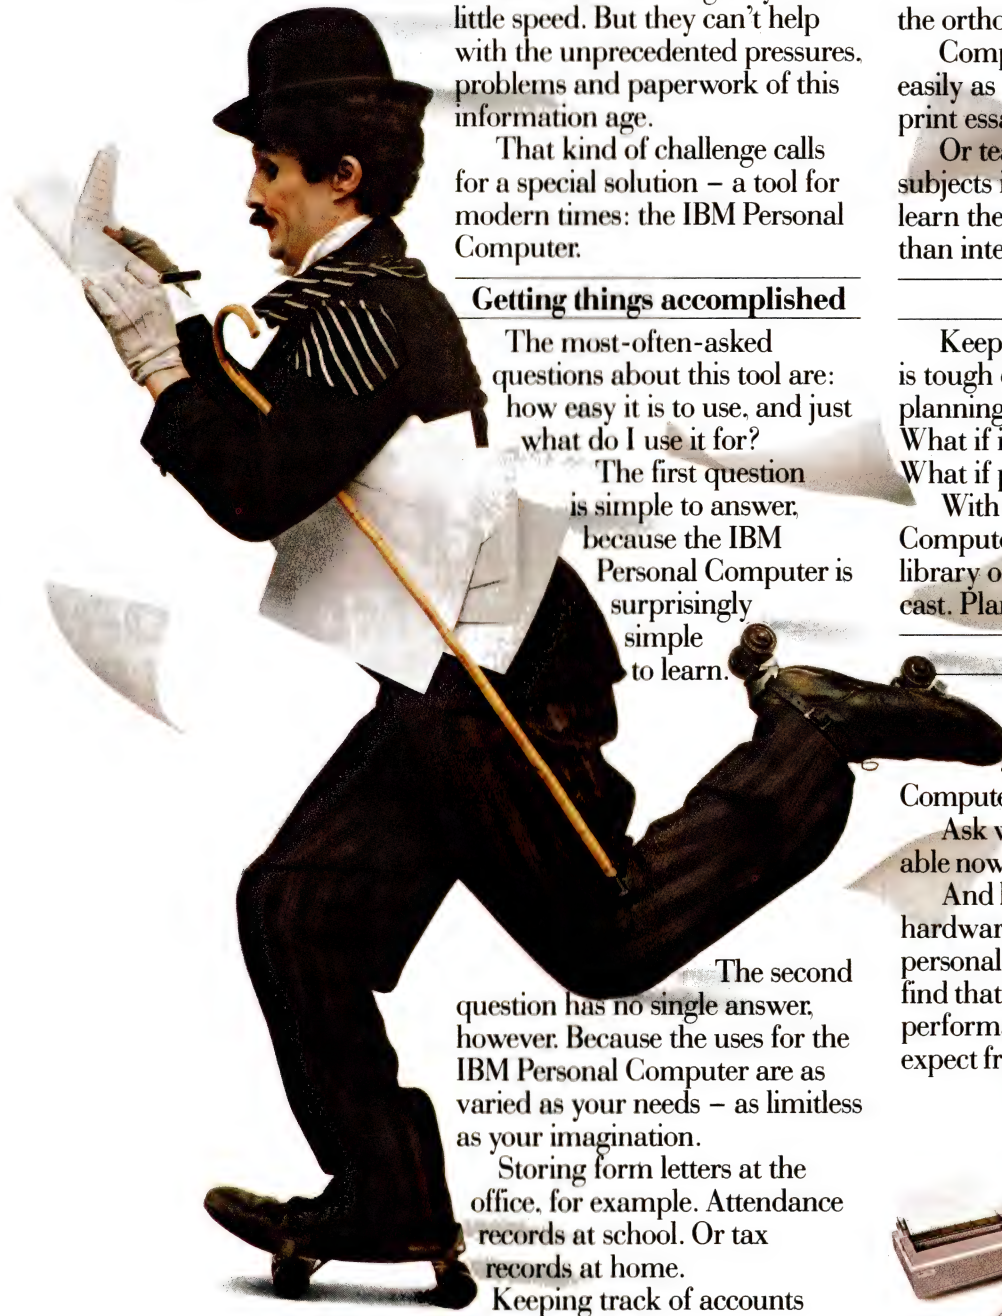 little speed. But they can't help
with the unprecedented pressures,
problems and paperwork of this
information age.
That kind of challenge calls
for a special solution – a tool for
modern times: the IBM Personal
Computer.
Getting things accomplished
The most-often-asked
questions about this tool are:
how easy it is to use, and just
what do I use it for?
The first question
is simple to answer,
because the IBM
Personal Computer is
surprisingly
simple
to learn.
The second
question has no single answer,
however. Because the uses for the
IBM Personal Computer are as
varied as your needs – as limitless
as your imagination.
Storing form letters at the
office, for example. Attendance
records at school. Or tax
records at home.
Keeping track of accounts
the ortho
Comp
easily as
print essa
Or tea
subjects i
learn the
than inte
Keep
is tough
planning
What if i
What if p
With
Compute
library o
cast. Plan
Compute
Ask
able now
And
hardwar
personal
find that
perform
expect fr